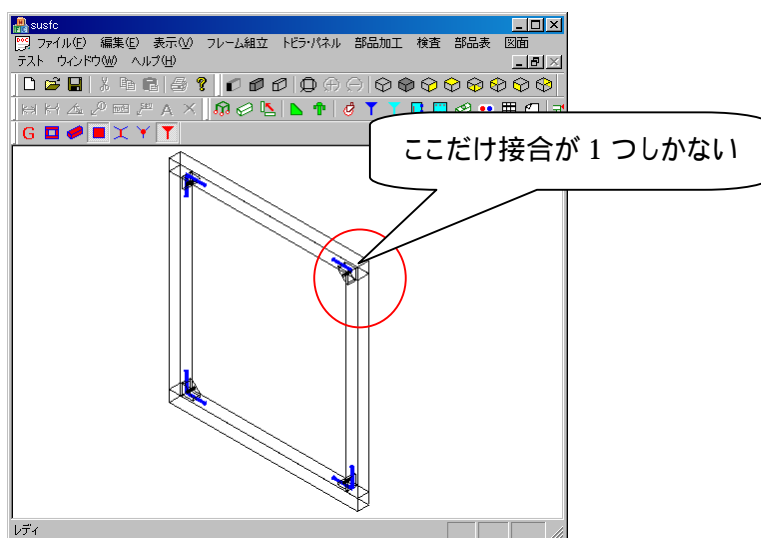 susfc
ファイル(F) 編集(E) 表示(V) フレーム組立 トビラ・パネル 部品加工 検査 部品表 図面
テスト ウィンドウ(W) ヘルプ(H)
G
ここだけ接合が 1 つしかない
レディ